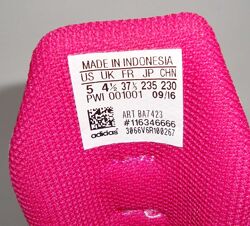 MADE IN INDONESIA
US UK FR JP CHN
5 4½ 37⅓ 235 230
PWI 001001 09/16
ART BA7423
#116346666
adidas 3066V6R100267